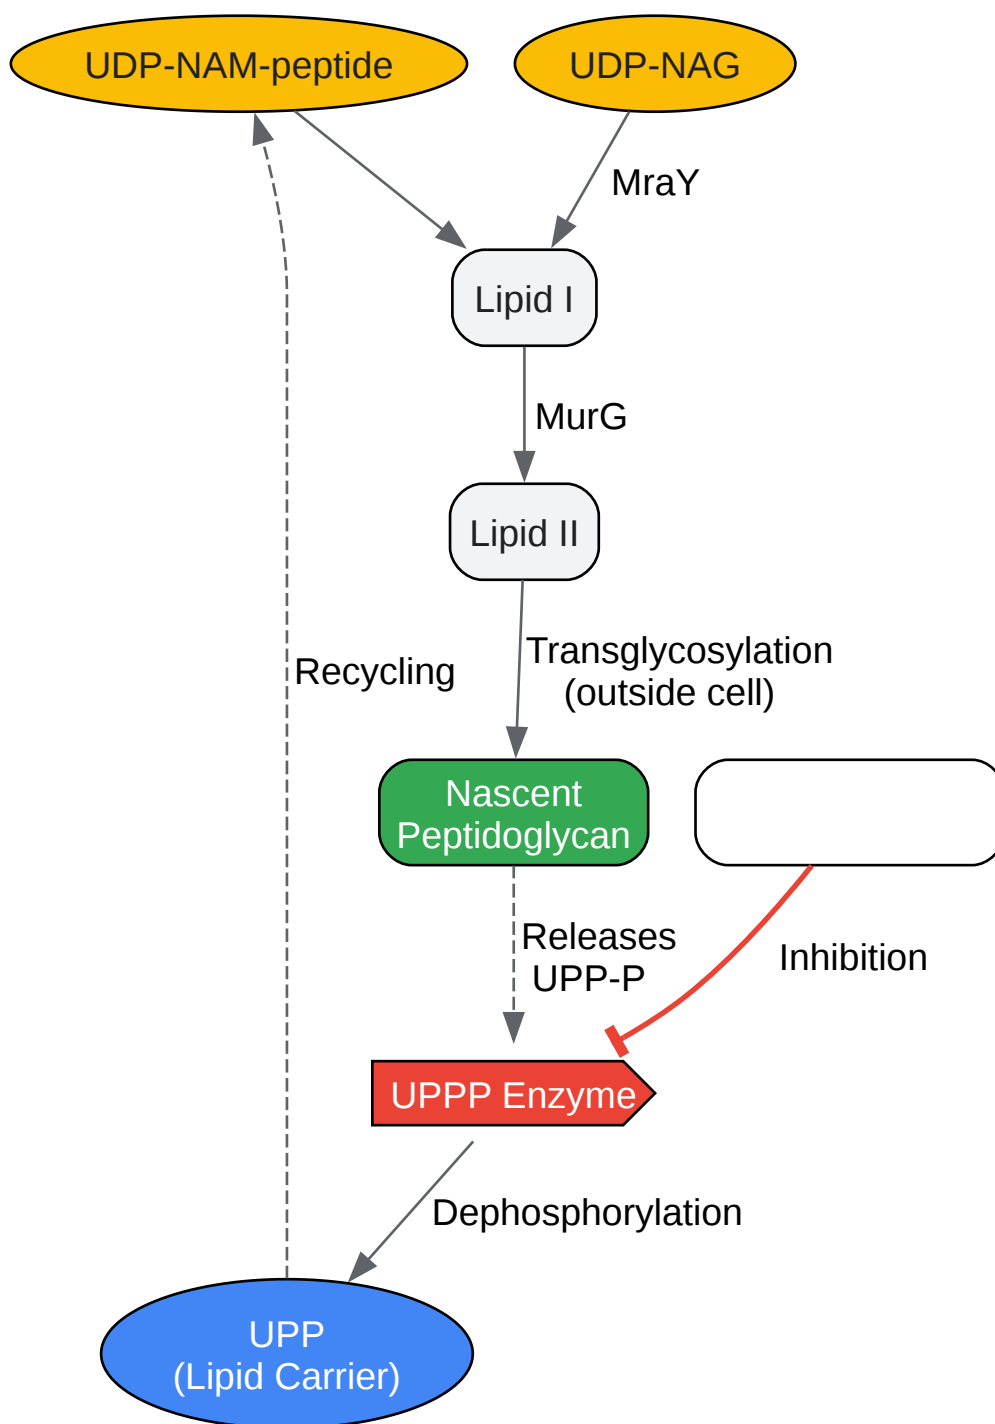 UDP-NAM-peptide
UDP-NAG
MraY
Lipid I
MurG
Lipid II
Transglycosylation
(outside cell)
Recycling
Nascent
Peptidoglycan
Releases
UPP-P
Inhibition
UPPP Enzyme
Dephosphorylation
UPP
(Lipid Carrier)